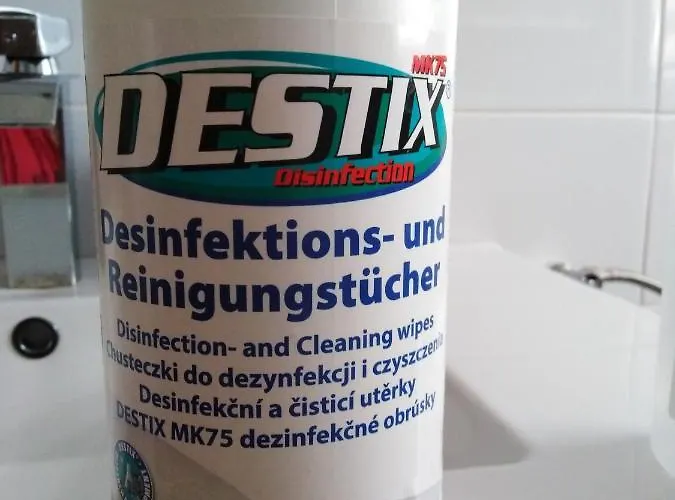 MK75
DESTIX®
Disinfection
Desinfektions- und
Reinigungstücher
Disinfection- and Cleaning wipes
Chusteczki do dezynfekcji i czyszczenia
Desinfekční a čisticí utěrky
DESTIX MK75 dezinfekčné obrúsky